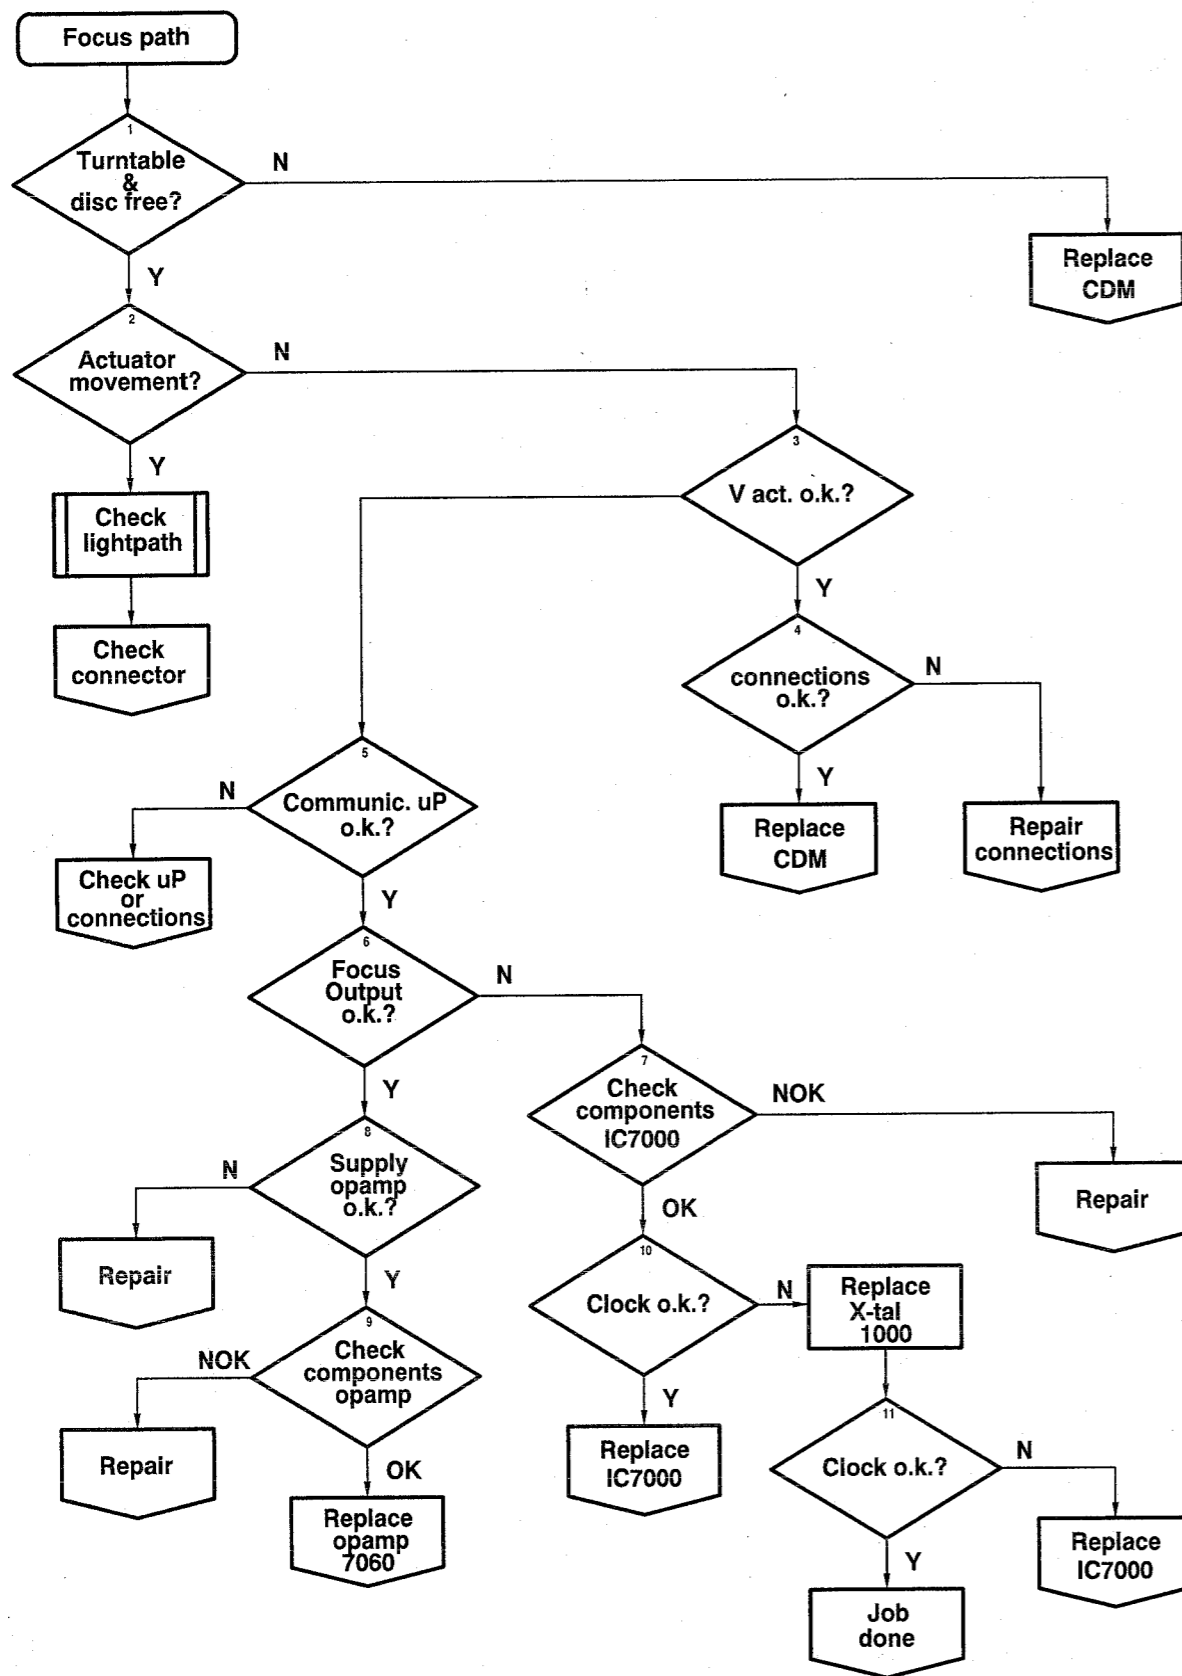 Focus path
1
Turntable
&
disc free?
N
Y
Replace
CDM
2
Actuator
movement?
N
Y
Check
lightpath
Check
connector
3
V act. o.k.?
Y
4
connections
o.k.?
N
Y
Replace
CDM
Repair
connections
5
Communic. uP
o.k.?
N
Y
Check uP
or
connections
6
Focus
Output
o.k.?
N
Y
7
Check
components
IC7000
NOK
OK
Repair
8
Supply
opamp
o.k.?
N
Y
Repair
9
Check
components
opamp
NOK
OK
Repair
Replace
opamp
7060
10
Clock o.k.?
N
Y
Replace
X-tal
1000
Replace
IC7000
11
Clock o.k.?
N
Y
Replace
IC7000
Job
done